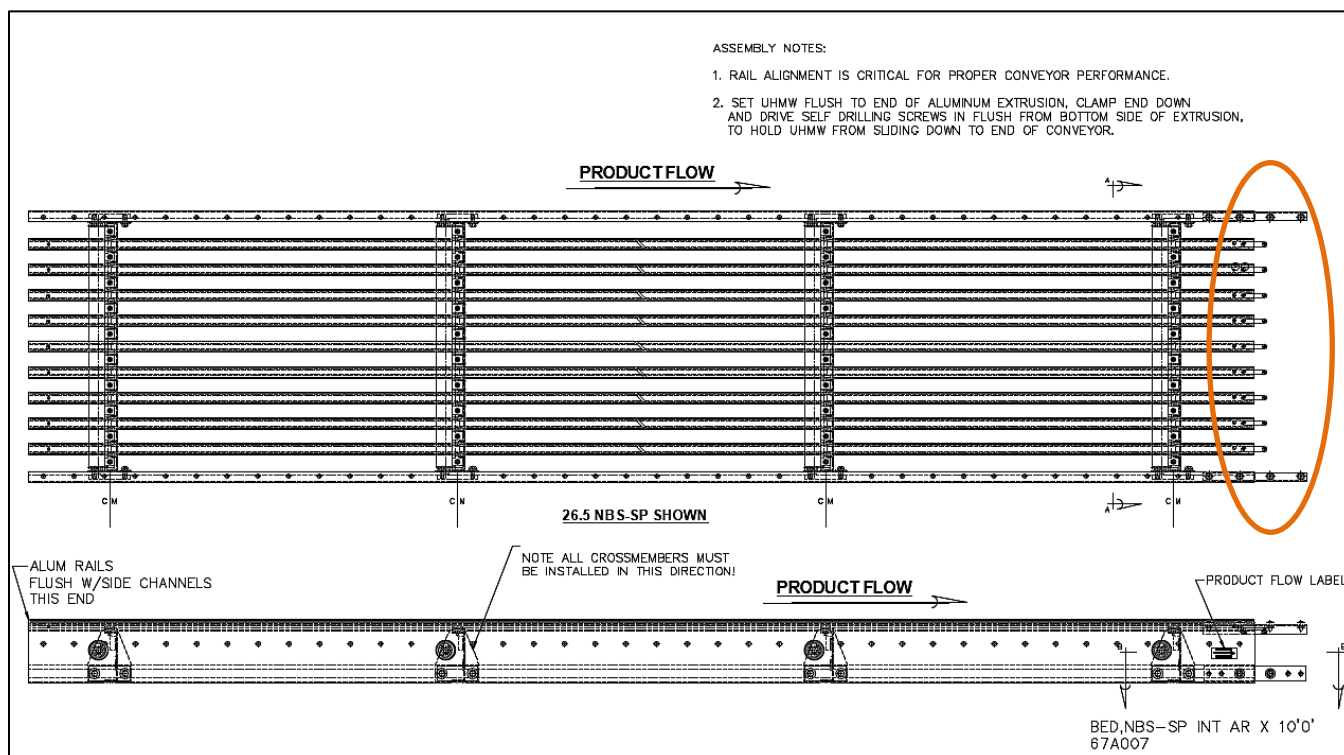 ASSEMBLY NOTES:
1. RAIL ALIGNMENT IS CRITICAL FOR PROPER CONVEYOR PERFORMANCE.
2. SET UHMW FLUSH TO END OF ALUMINUM EXTRUSION, CLAMP END DOWN
AND DRIVE SELF DRILLING SCREWS IN FLUSH FROM BOTTOM SIDE OF EXTRUSION,
TO HOLD UHMW FROM SLIDING DOWN TO END OF CONVEYOR.
PRODUCT FLOW
A
A
C M
C M
C M
C M
26.5 NBS-SP SHOWN
ALUM RAILS
FLUSH W/SIDE CHANNELS
THIS END
NOTE ALL CROSSMEMBERS MUST
BE INSTALLED IN THIS DIRECTION!
PRODUCT FLOW
PRODUCT FLOW LABEL
BED,NBS-SP INT AR X 10'0'
67A007